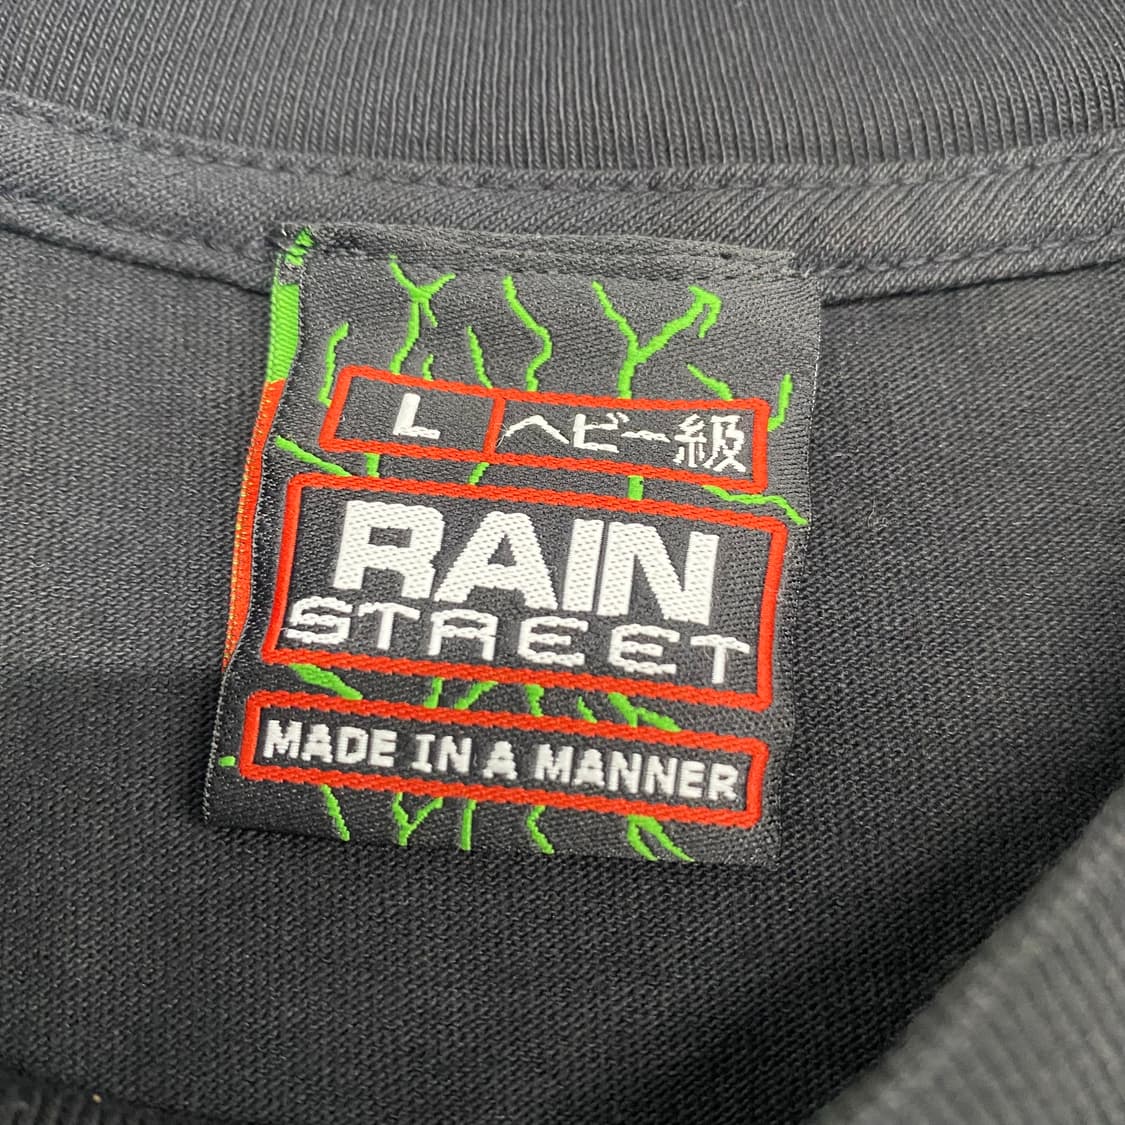 L ヘビー級
RAIN
STREET
MADE IN A MANNER